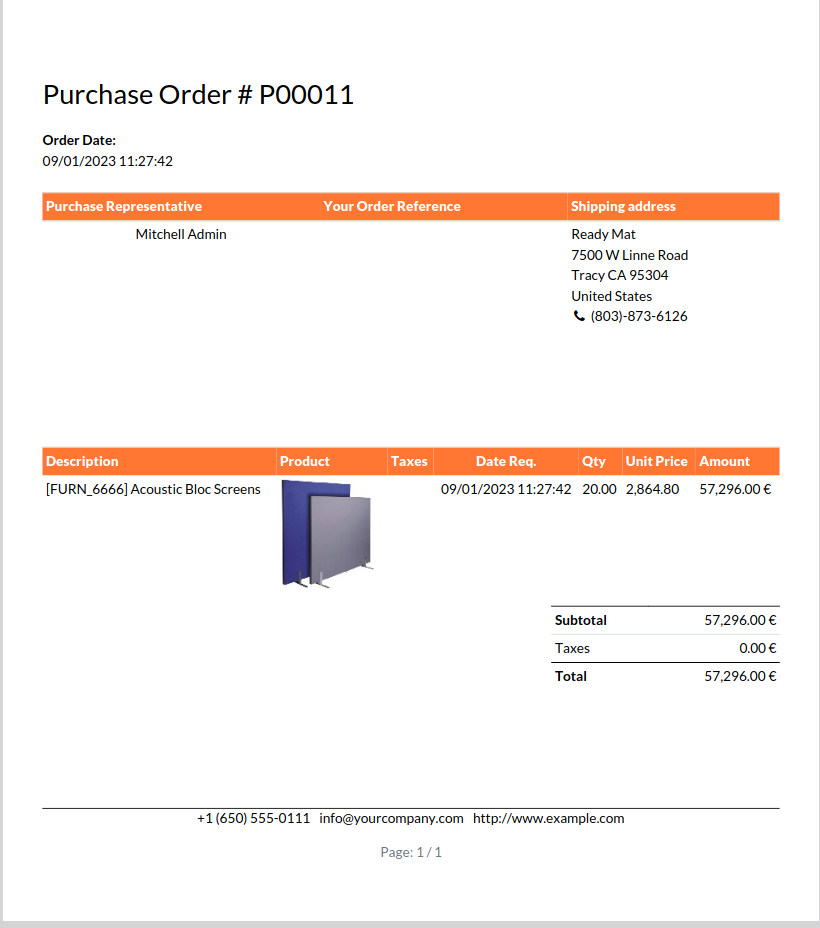 Purchase Order # P00011
Order Date:
09/01/2023 11:27:42
Purchase Representative Your Order Reference Shipping address
Mitchell Admin Ready Mat
7500 W Linne Road
Tracy CA 95304
United States
(803)-873-6126
Description Product Taxes Date Req. Qty Unit Price Amount
[FURN_6666] Acoustic Bloc Screens 09/01/2023 11:27:42 20.00 2,864.80 57,296.00 €
Subtotal 57,296.00 €
Taxes 0.00 €
Total 57,296.00 €
+1 (650) 555-0111 info@yourcompany.com http://www.example.com
Page: 1 / 1